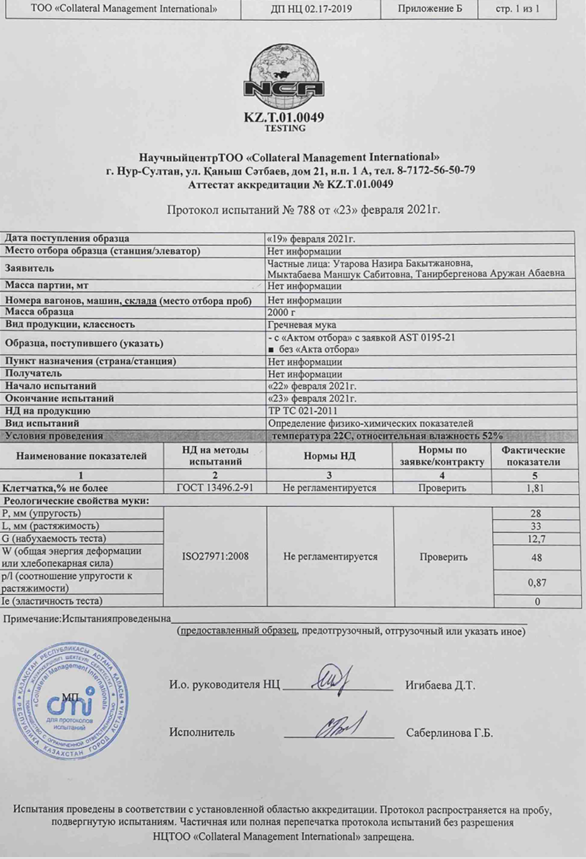 ТОО «Collateral Management International» ДП НЦ 02.17-2019 Приложение Б стр. 1 из 1
NCA
KZ.T.01.0049
TESTING
НаучныйцентрТОО «Collateral Management International»
г. Нур-Султан, ул. Қаныш Сәтбаев, дом 21, н.п. 1 А, тел. 8-7172-56-50-79
Аттестат аккредитации № KZ.T.01.0049
Протокол испытаний № 788 от «23» февраля 2021г.
Дата поступления образца «19» февраля 2021г.
Место отбора образца (станция/элеватор) Нет информации
Заявитель Частные лица: Утарова Назира Бакытжановна,
Мыктабаева Маншук Сабитовна, Танирбергенова Аружан Абаевна
Масса партии, мт Нет информации
Номера вагонов, машин, склада (место отбора проб) Нет информации
Масса образца 2000 г
Вид продукции, классность Гречневая мука
Образца, поступившего (указать) - с «Актом отбора» с заявкой AST 0195-21
■ без «Акта отбора»
Пункт назначения (страна/станция) Нет информации
Получатель Нет информации
Начало испытаний «22» февраля 2021г.
Окончание испытаний «23» февраля 2021г.
НД на продукцию ТР ТС 021-2011
Вид испытаний Определение физико-химических показателей
Условия проведения температура 22С, относительная влажность 52%
Наименование показателей НД на методы испытаний Нормы НД Нормы по заявке/контракту Фактические показатели
1 2 3 4 5
Клетчатка,% не более ГОСТ 13496.2-91 Не регламентируется Проверить 1,81
Реологические свойства муки:
P, мм (упругость) 28
L, мм (растяжимость) 33
G (набухаемость теста) 12,7
W (общая энергия деформации или хлебопекарная сила) ISO27971:2008 Не регламентируется Проверить 48
p/l (соотношение упругости к растяжимости) 0,87
Ie (эластичность теста) 0
Примечание:Испытанияпроведенына
(предоставленный образец, предотгрузочный, отгрузочный или указать иное)
И.о. руководителя НЦ Игибаева Д.Т.
МП
cmi
для протоколов
испытаний
«Collateral Management International»
Исполнитель Саберлинова Г.Б.
Испытания проведены в соответствии с установленной областью аккредитации. Протокол распространяется на пробу,
подвергнутую испытаниям. Частичная или полная перепечатка протокола испытаний без разрешения
НЦТОО «Collateral Management International» запрещена.